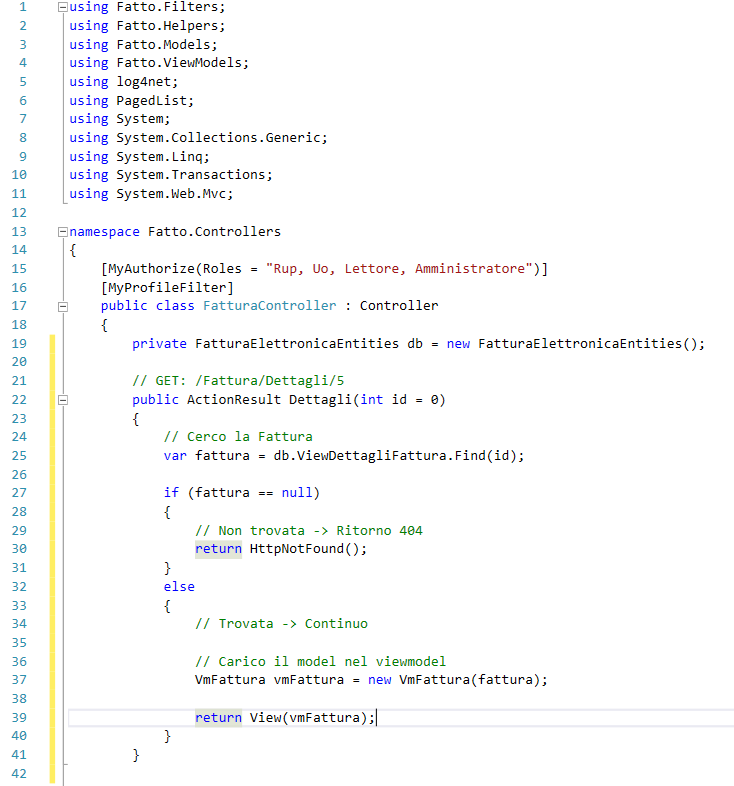 1 using Fatto.Filters;
2 using Fatto.Helpers;
3 using Fatto.Models;
4 using Fatto.ViewModels;
5 using log4net;
6 using PagedList;
7 using System;
8 using System.Collections.Generic;
9 using System.Linq;
10 using System.Transactions;
11 using System.Web.Mvc;
12
13 namespace Fatto.Controllers
14 {
15 [MyAuthorize(Roles = "Rup, Uo, Lettore, Amministratore")]
16 [MyProfileFilter]
17 public class FatturaController : Controller
18 {
19 private FatturaElettronicaEntities db = new FatturaElettronicaEntities();
20
21 // GET: /Fattura/Dettagli/5
22 public ActionResult Dettagli(int id = 0)
23 {
24 // Cerco la Fattura
25 var fattura = db.ViewDettagliFattura.Find(id);
26
27 if (fattura == null)
28 {
29 // Non trovata -> Ritorno 404
30 return HttpNotFound();
31 }
32 else
33 {
34 // Trovata -> Continuo
35
36 // Carico il model nel viewmodel
37 VmFattura vmFattura = new VmFattura(fattura);
38
39 return View(vmFattura);
40 }
41 }
42